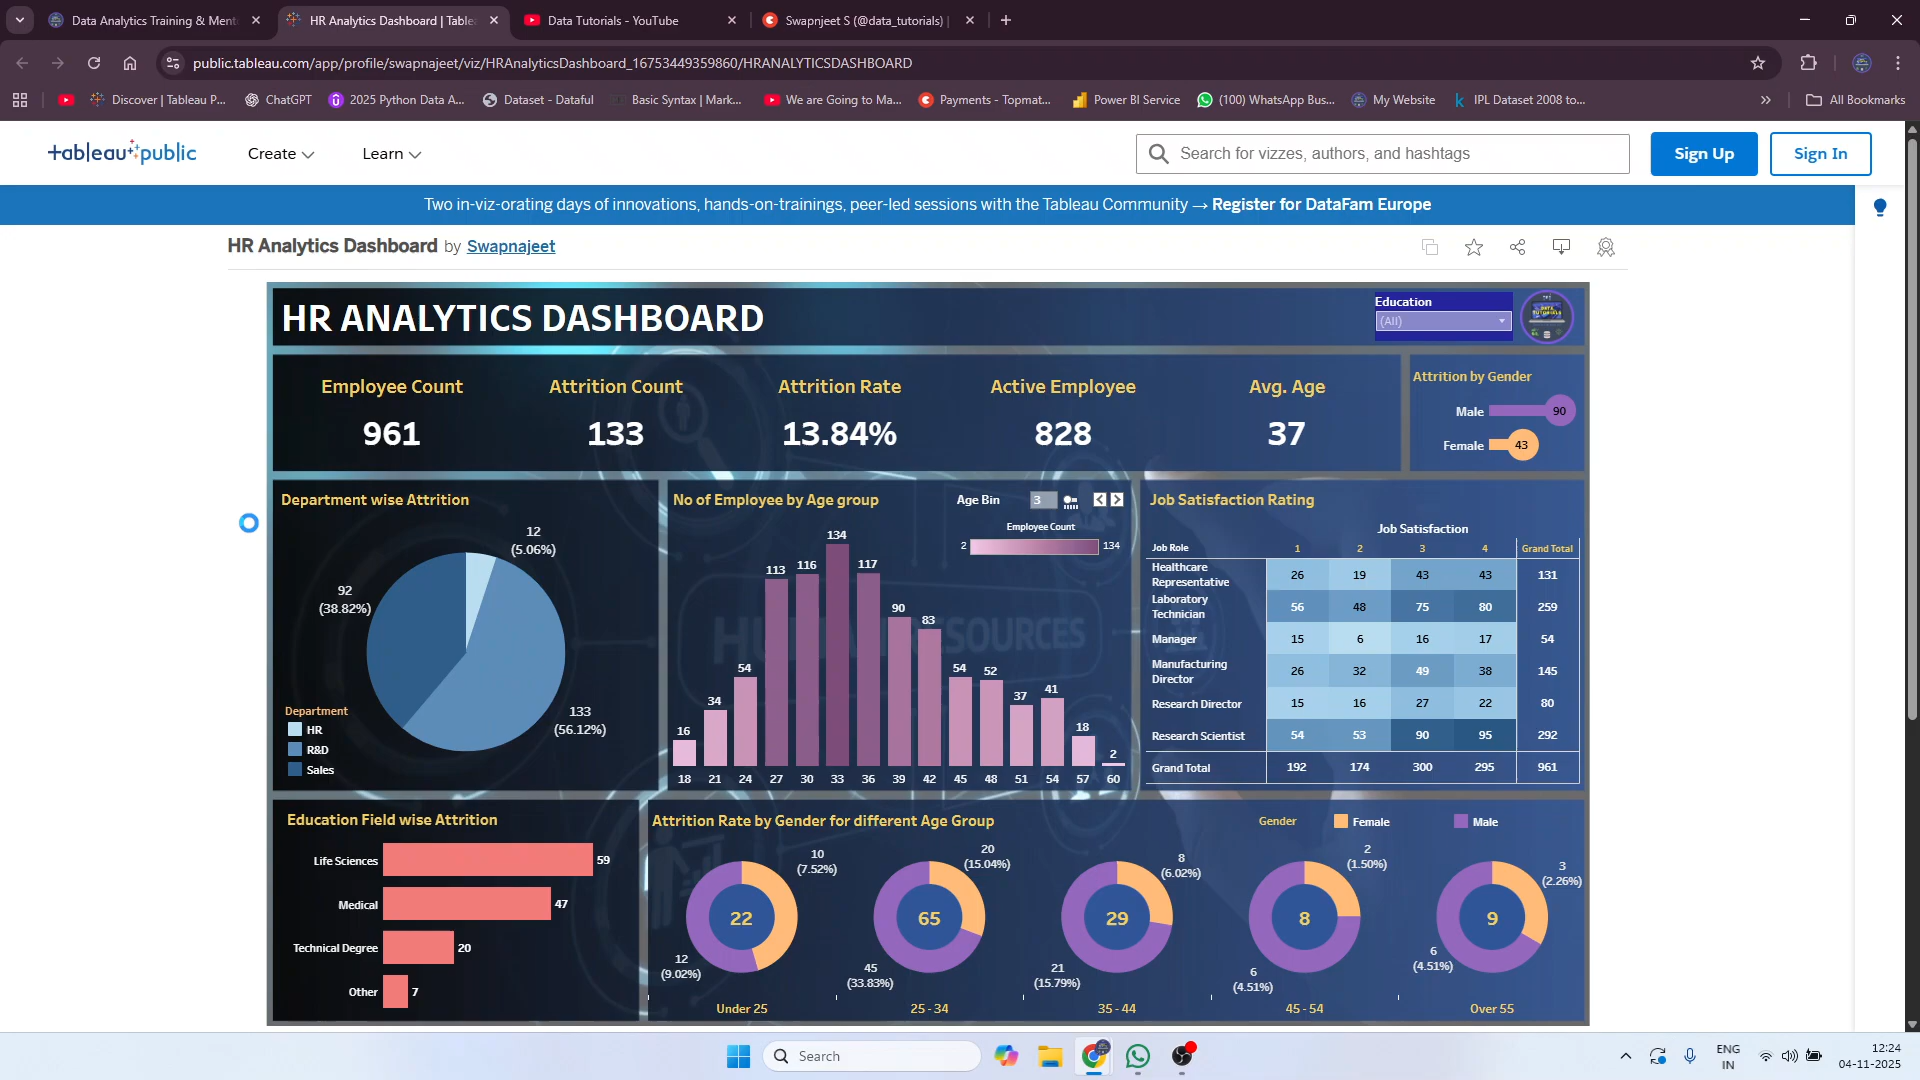 Data Analytics Training & Ment
HR Analytics Dashboard | Table
Data Tutorials - YouTube
Swapnjeet S (@data_tutorials) |
public.tableau.com/app/profile/swapnajeet/viz/HRAnalyticsDashboard_16753449359860/HRANALYTICSDASHBOARD
Discover | Tableau P...
ChatGPT
2025 Python Data A...
Dataset - Dataful
Basic Syntax | Mark...
We are Going to Ma...
Payments - Topmat...
Power BI Service
(100) WhatsApp Bus...
My Website
IPL Dataset 2008 to...
All Bookmarks
tableau public
Create
Learn
Search for vizzes, authors, and hashtags
Sign Up
Sign In
Two in-viz-orating days of innovations, hands-on-trainings, peer-led sessions with the Tableau Community → Register for DataFam Europe
HR Analytics Dashboard by Swapnajeet
HR ANALYTICS DASHBOARD
Education
(All)
Employee Count
Attrition Count
Attrition Rate
Active Employee
Avg. Age
961
133
13.84%
828
37
Attrition by Gender
Male 90
Female 43
Department wise Attrition
12
(5.06%)
92
(38.82%)
133
(56.12%)
Department
HR
R&D
Sales
No of Employee by Age group
Age Bin 3
Employee Count
2 134
16 34 54 113 116 134 117 90 83 54 52 37 41 18 2
18 21 24 27 30 33 36 39 42 45 48 51 54 57 60
Job Satisfaction Rating
Job Satisfaction
Job Role 1 2 3 4 Grand Total
Healthcare
Representative 26 19 43 43 131
Laboratory
Technician 56 48 75 80 259
Manager 15 6 16 17 54
Manufacturing
Director 26 32 49 38 145
Research Director 15 16 27 22 80
Research Scientist 54 53 90 95 292
Grand Total 192 174 300 295 961
Education Field wise Attrition
Life Sciences 59
Medical 47
Technical Degree 20
Other 7
Attrition Rate by Gender for different Age Group
Gender
Female
Male
10
(7.52%)
22
12
(9.02%)
Under 25
20
(15.04%)
65
45
(33.83%)
25 - 34
8
(6.02%)
29
21
(15.79%)
35 - 44
2
(1.50%)
8
6
(4.51%)
45 - 54
3
(2.26%)
9
6
(4.51%)
Over 55
Search
ENG
IN
12:24
04-11-2025